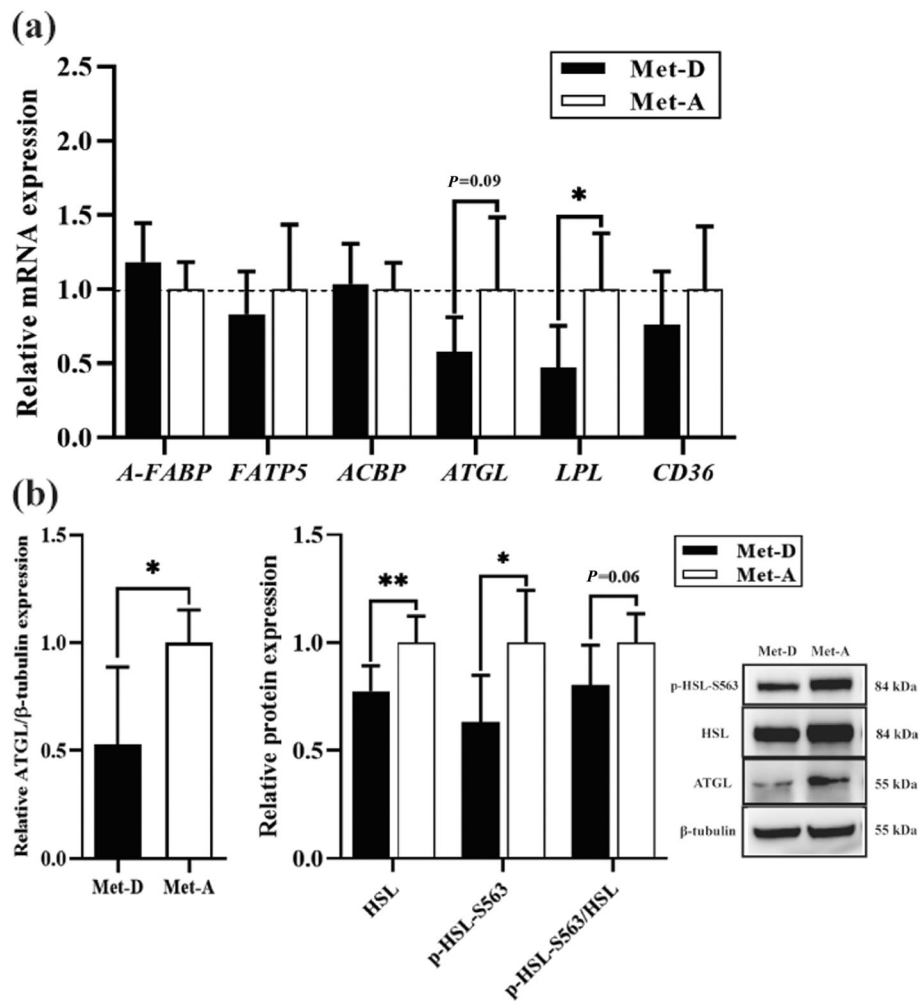 (a)
Met-D
Met-A
Relative mRNA expression
2.5
2.0
1.5
1.0
0.5
0.0
P=0.09
*
A-FABP FATP5 ACBP ATGL LPL CD36
(b)
Relative ATGL/β-tubulin expression
1.5
1.0
0.5
0.0
*
Met-D Met-A
Relative protein expression
1.5
1.0
0.5
0.0
**
*
P=0.06
HSL
p-HSL-S563
p-HSL-S563/HSL
Met-D
Met-A
Met-D Met-A
p-HSL-S563 84 kDa
HSL 84 kDa
ATGL 55 kDa
β-tubulin 55 kDa